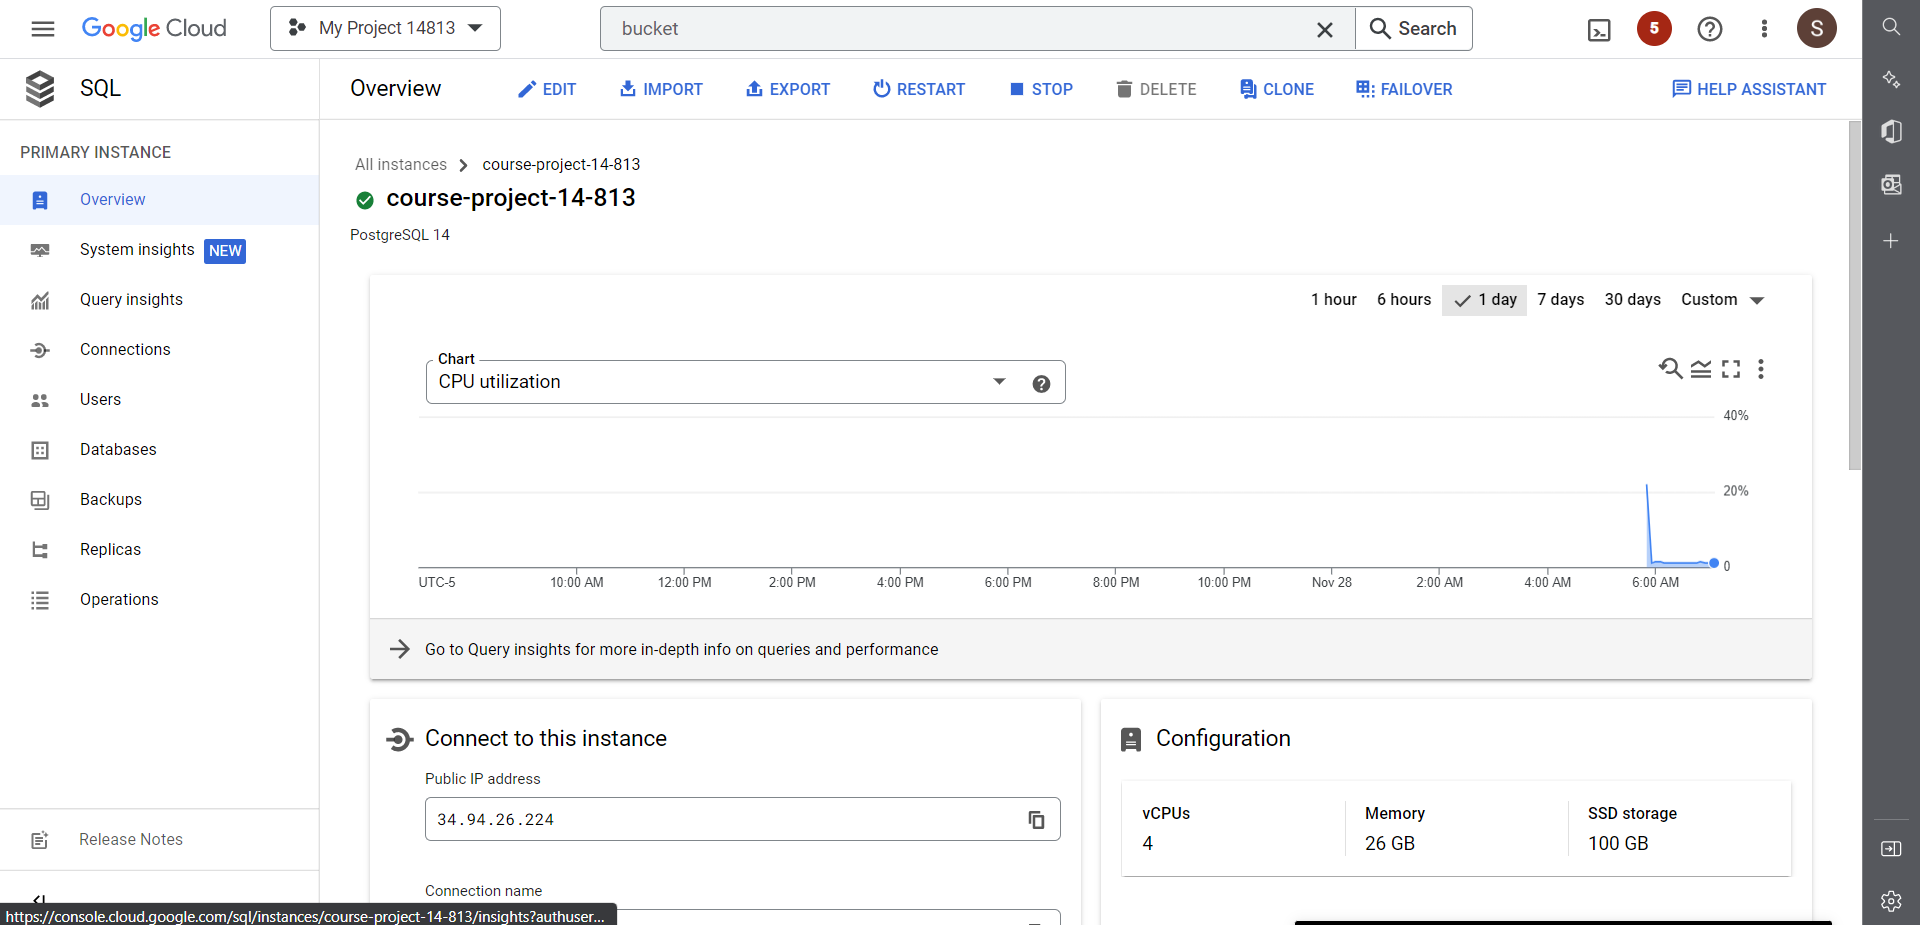 Google Cloud
My Project 14813
bucket
Search
5
S
SQL
Overview
EDIT
IMPORT
EXPORT
RESTART
STOP
DELETE
CLONE
FAILOVER
HELP ASSISTANT
PRIMARY INSTANCE
Overview
System insights NEW
Query insights
Connections
Users
Databases
Backups
Replicas
Operations
Release Notes
All instances
course-project-14-813
course-project-14-813
PostgreSQL 14
1 hour
6 hours
1 day
7 days
30 days
Custom
Chart
CPU utilization
40%
20%
0
UTC-5
10:00 AM
12:00 PM
2:00 PM
4:00 PM
6:00 PM
8:00 PM
10:00 PM
Nov 28
2:00 AM
4:00 AM
6:00 AM
Go to Query insights for more in-depth info on queries and performance
Connect to this instance
Public IP address
34.94.26.224
Connection name
Configuration
vCPUs
4
Memory
26 GB
SSD storage
100 GB
https://console.cloud.google.com/sql/instances/course-project-14-813/insights?authuser...